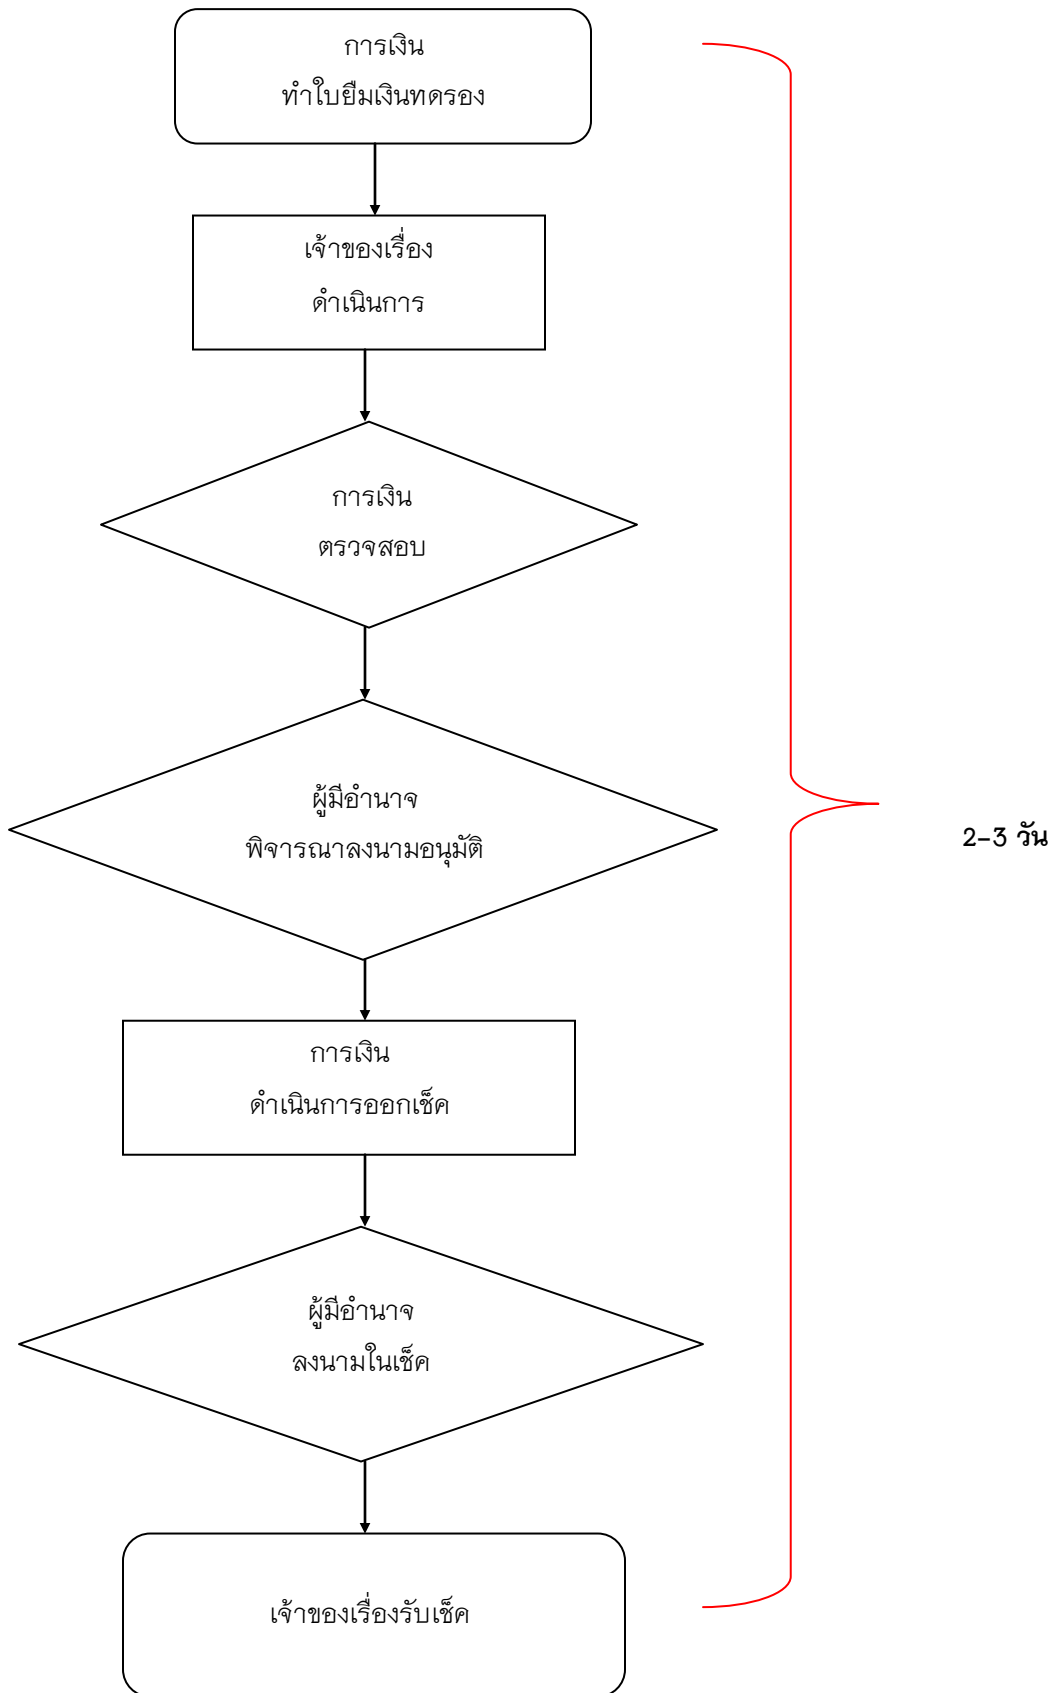 การเงิน
ทำใบยืมเงินทดรอง
เจ้าของเรื่อง
ดำเนินการ
การเงิน
ตรวจสอบ
ผู้มีอำนาจ
พิจารณาลงนามอนุมัติ
2-3 วัน
การเงิน
ดำเนินการออกเช็ค
ผู้มีอำนาจ
ลงนามในเช็ค
เจ้าของเรื่องรับเช็ค